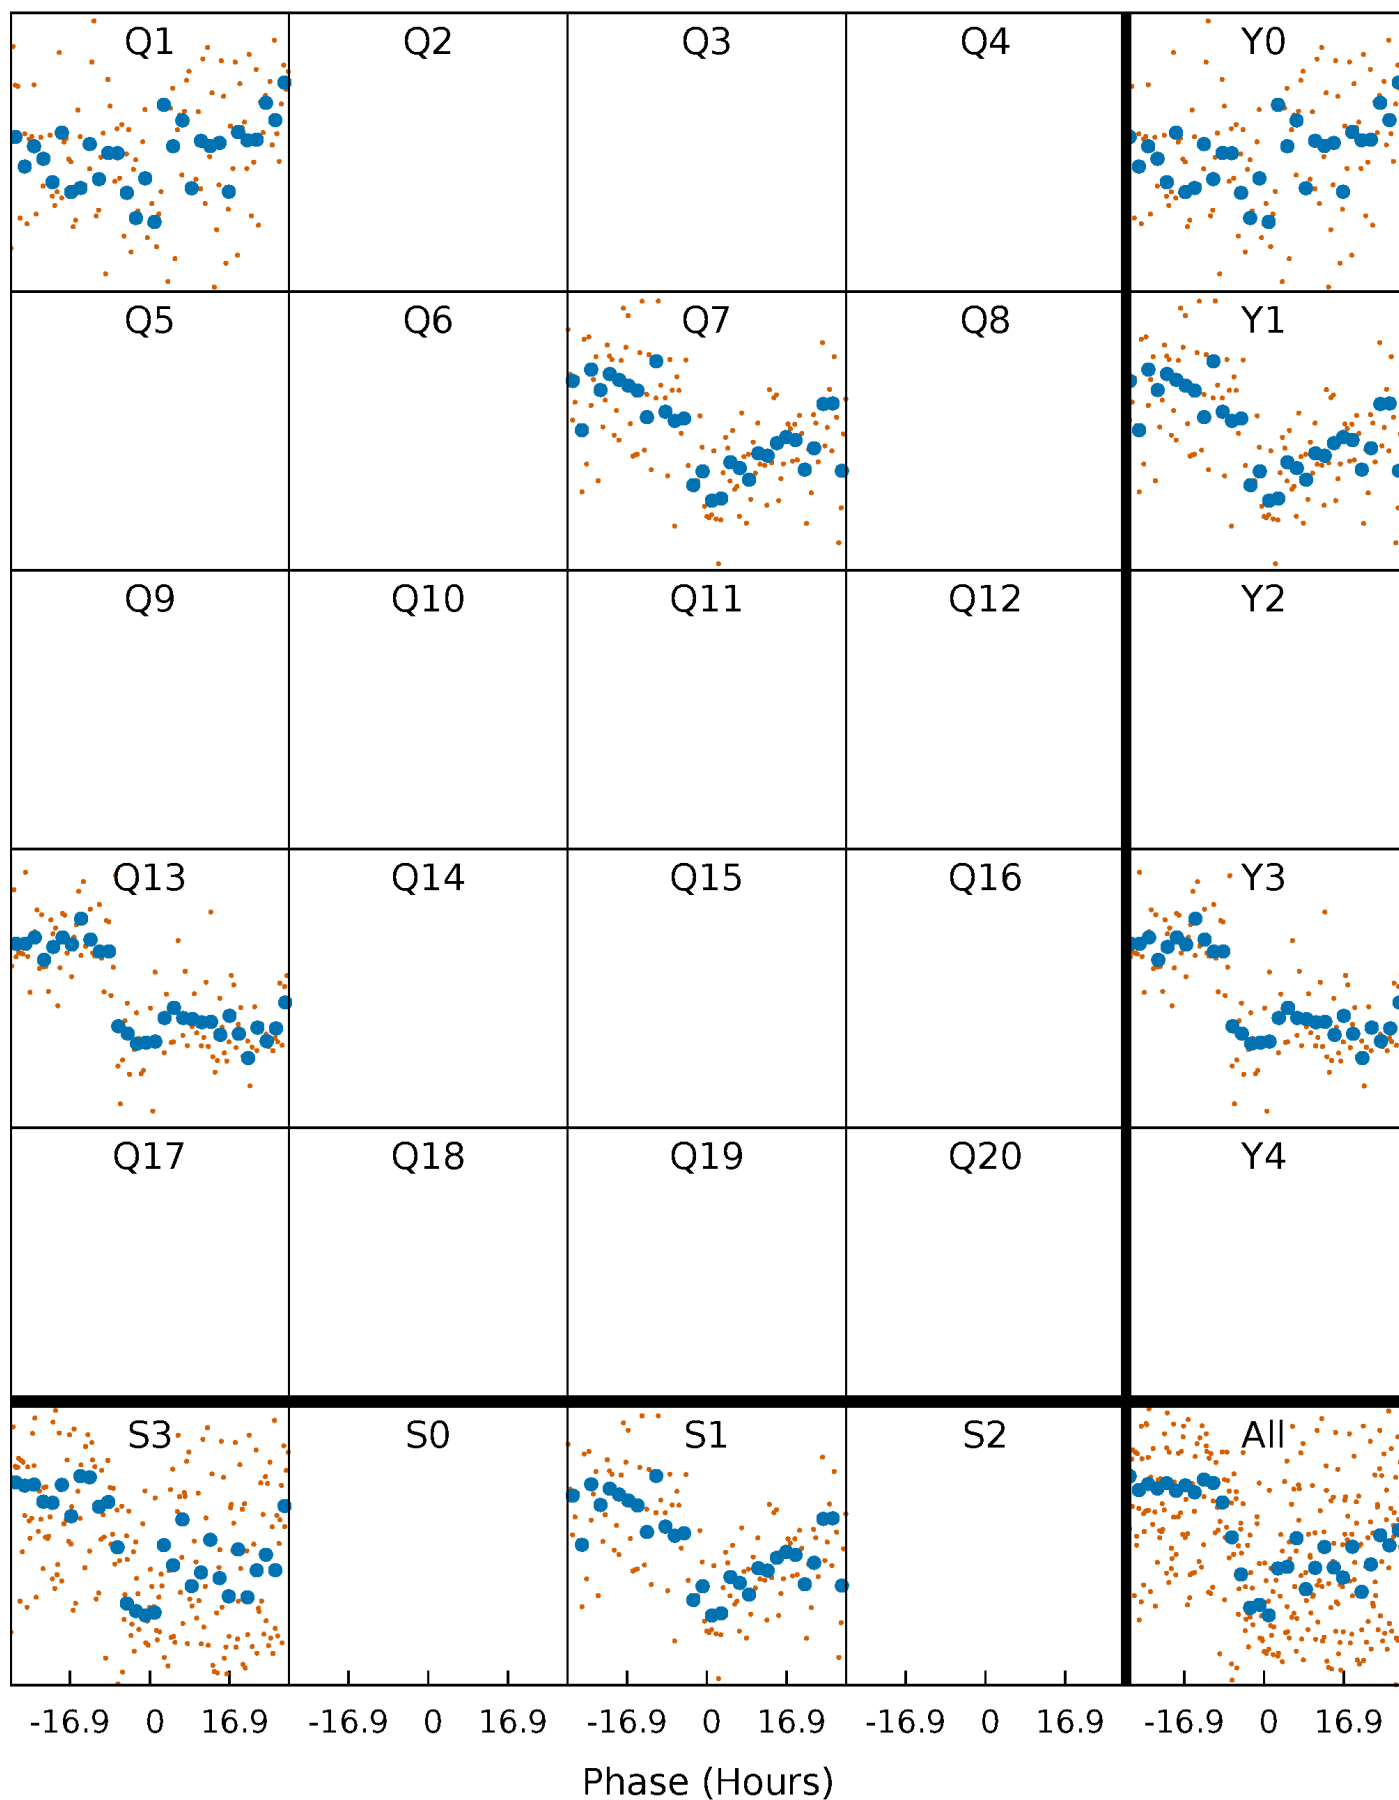 Q1 Q2 Q3 Q4 Y0
Q5 Q6 Q7 Q8 Y1
Q9 Q10 Q11 Q12 Y2
Q13 Q14 Q15 Q16 Y3
Q17 Q18 Q19 Q20 Y4
S3 S0 S1 S2 All
-16.9 0 16.9 -16.9 0 16.9 -16.9 0 16.9 -16.9 0 16.9 -16.9 0 16.9
Phase (Hours)